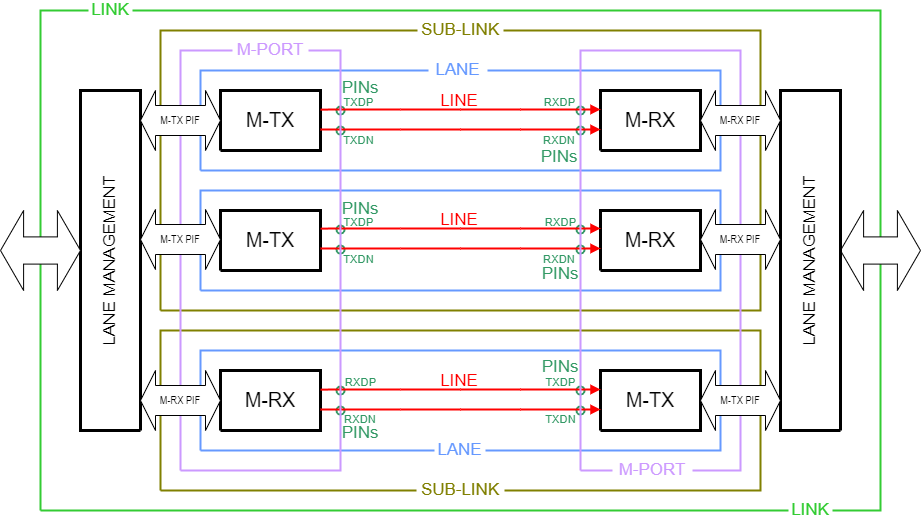 LINK
SUB-LINK
M-PORT
LANE
PINs
TXDP
LINE
RXDP
M-TX PIF
M-TX
M-RX
M-RX PIF
TXDN
RXDN
PINs
LANE MANAGEMENT
LANE MANAGEMENT
PINs
TXDP
LINE
RXDP
M-TX PIF
M-TX
M-RX
M-RX PIF
TXDN
RXDN
PINs
PINs
RXDP
LINE
TXDP
M-RX PIF
M-RX
M-TX
M-TX PIF
RXDN
TXDN
PINs
LANE
M-PORT
SUB-LINK
LINK